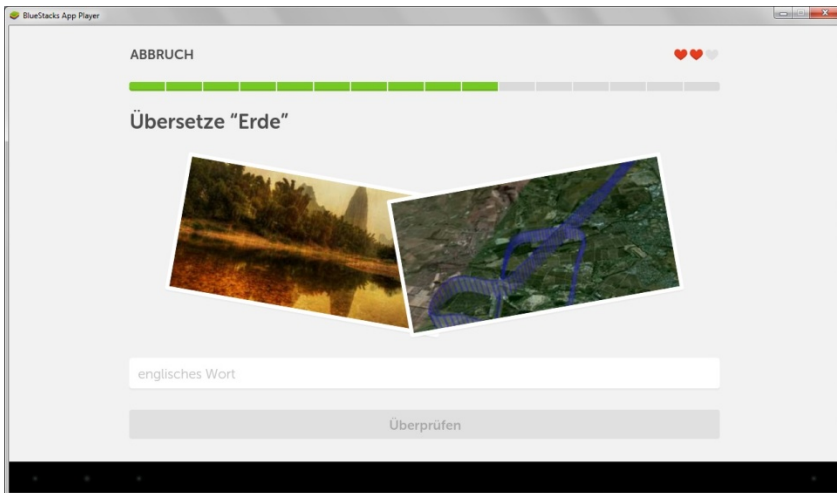 BlueStacks App Player
ABBRUCH
Übersetze “Erde”
englisches Wort
Überprüfen